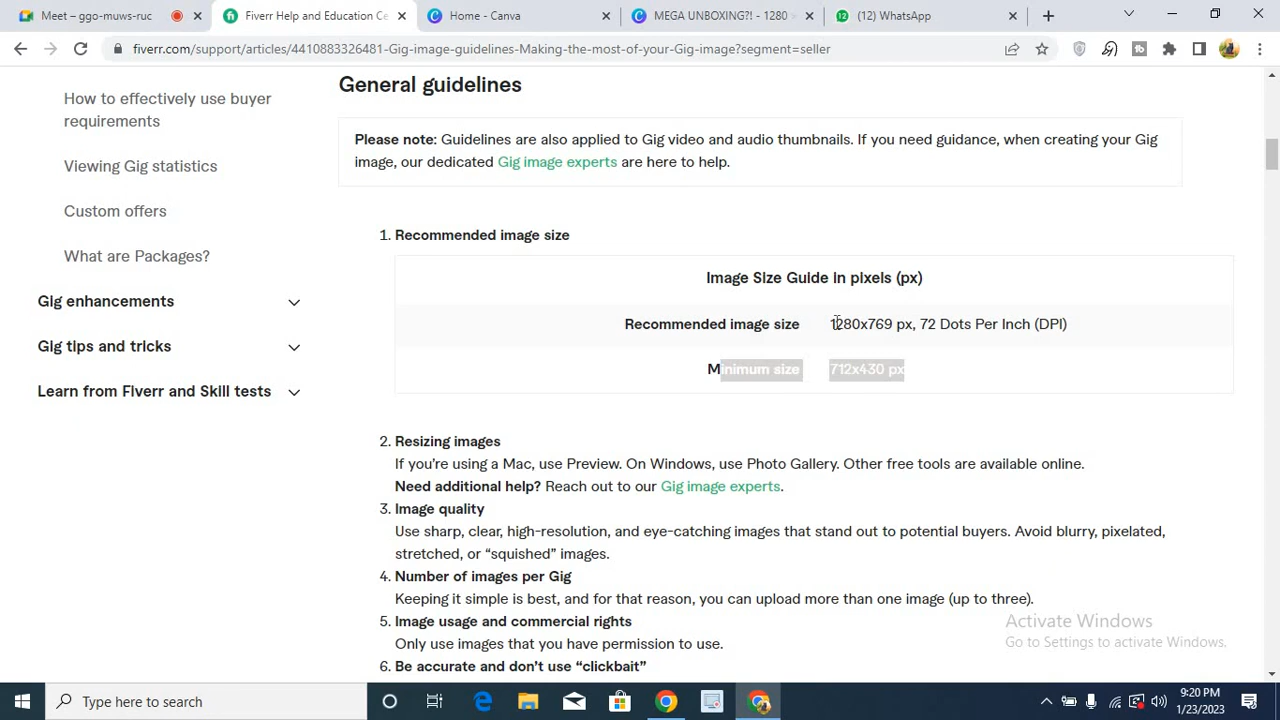 Meet – ggo-muws-ruc
Fiverr Help and Education Ce
Home - Canva
MEGA UNBOXING?! - 1280 ×
(12) WhatsApp
fiverr.com/support/articles/4410883326481-Gig-image-guidelines-Making-the-most-of-your-Gig-image?segment=seller
How to effectively use buyer
requirements
Viewing Gig statistics
Custom offers
What are Packages?
Gig enhancements
Gig tips and tricks
Learn from Fiverr and Skill tests
General guidelines
Please note: Guidelines are also applied to Gig video and audio thumbnails. If you need guidance, when creating your Gig
image, our dedicated Gig image experts are here to help.
1. Recommended image size
Image Size Guide in pixels (px)
Recommended image size 1280x769 px, 72 Dots Per Inch (DPI)
Minimum size 712x430 px
2. Resizing images
If you’re using a Mac, use Preview. On Windows, use Photo Gallery. Other free tools are available online.
Need additional help? Reach out to our Gig image experts.
3. Image quality
Use sharp, clear, high-resolution, and eye-catching images that stand out to potential buyers. Avoid blurry, pixelated,
stretched, or “squished” images.
4. Number of images per Gig
Keeping it simple is best, and for that reason, you can upload more than one image (up to three).
5. Image usage and commercial rights
Only use images that you have permission to use.
6. Be accurate and don’t use “clickbait”
Activate Windows
Go to Settings to activate Windows.
Type here to search
9:20 PM
1/23/2023